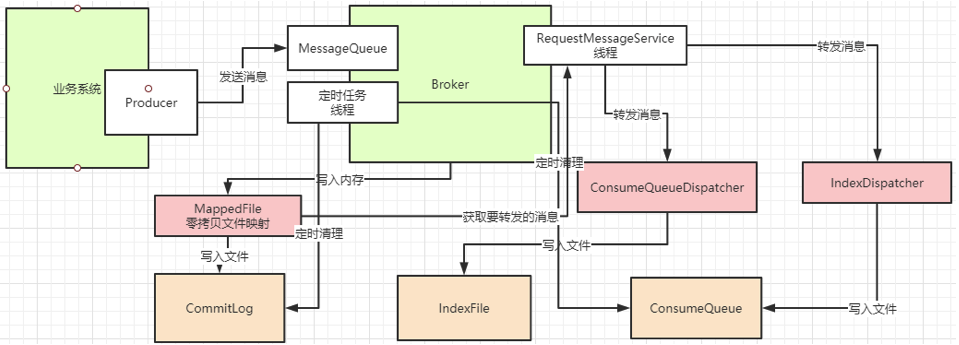 业务系统
Producer
发送消息
MessageQueue
定时任务
线程
Broker
RequestMessageService
线程
转发消息
转发消息
定时清理
写入内存
MappedFile
零拷贝文件映射
获取要转发的消息
ConsumeQueueDispatcher
IndexDispatcher
定时清理
写入文件
写入文件
写入文件
CommitLog
IndexFile
ConsumeQueue